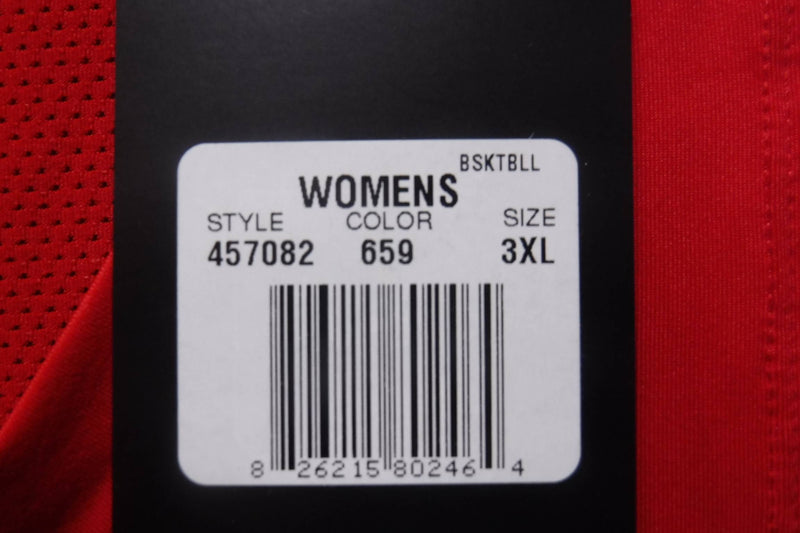 BSKTBLL
WOMENS
STYLE COLOR SIZE
457082 659 3XL
8 26215 80246 4